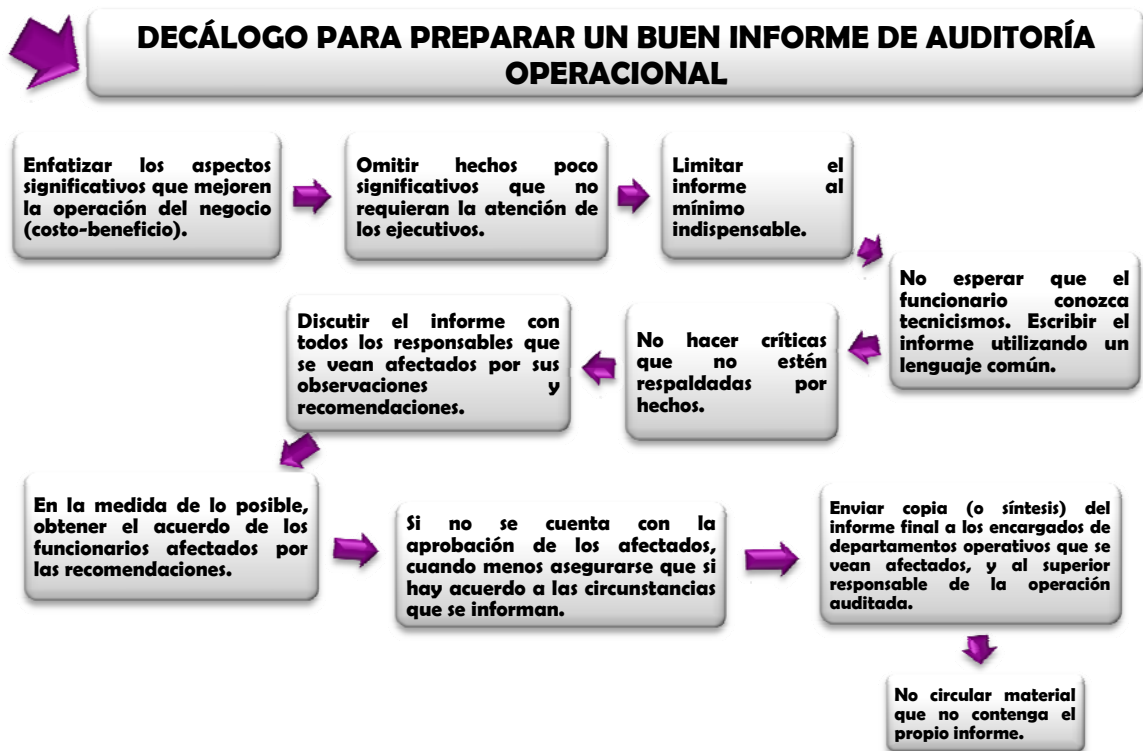 DECÁLOGO PARA PREPARAR UN BUEN INFORME DE AUDITORÍA
OPERACIONAL
Enfatizar los aspectos
significativos que mejoren
la operación del negocio
(costo-beneficio).
Omitir hechos poco
significativos que no
requieran la atención de
los ejecutivos.
Limitar el
informe al
mínimo
indispensable.
No esperar que el
funcionario conozca
tecnicismos. Escribir el
informe utilizando un
lenguaje común.
No hacer críticas
que no estén
respaldadas por
hechos.
Discutir el informe con
todos los responsables que
se vean afectados por sus
observaciones y
recomendaciones.
En la medida de lo posible,
obtener el acuerdo de los
funcionarios afectados por
las recomendaciones.
Si no se cuenta con la
aprobación de los afectados,
cuando menos asegurarse que si
hay acuerdo a las circunstancias
que se informan.
Enviar copia (o síntesis) del
informe final a los encargados de
departamentos operativos que se
vean afectados, y al superior
responsable de la operación
auditada.
No circular material
que no contenga el
propio informe.